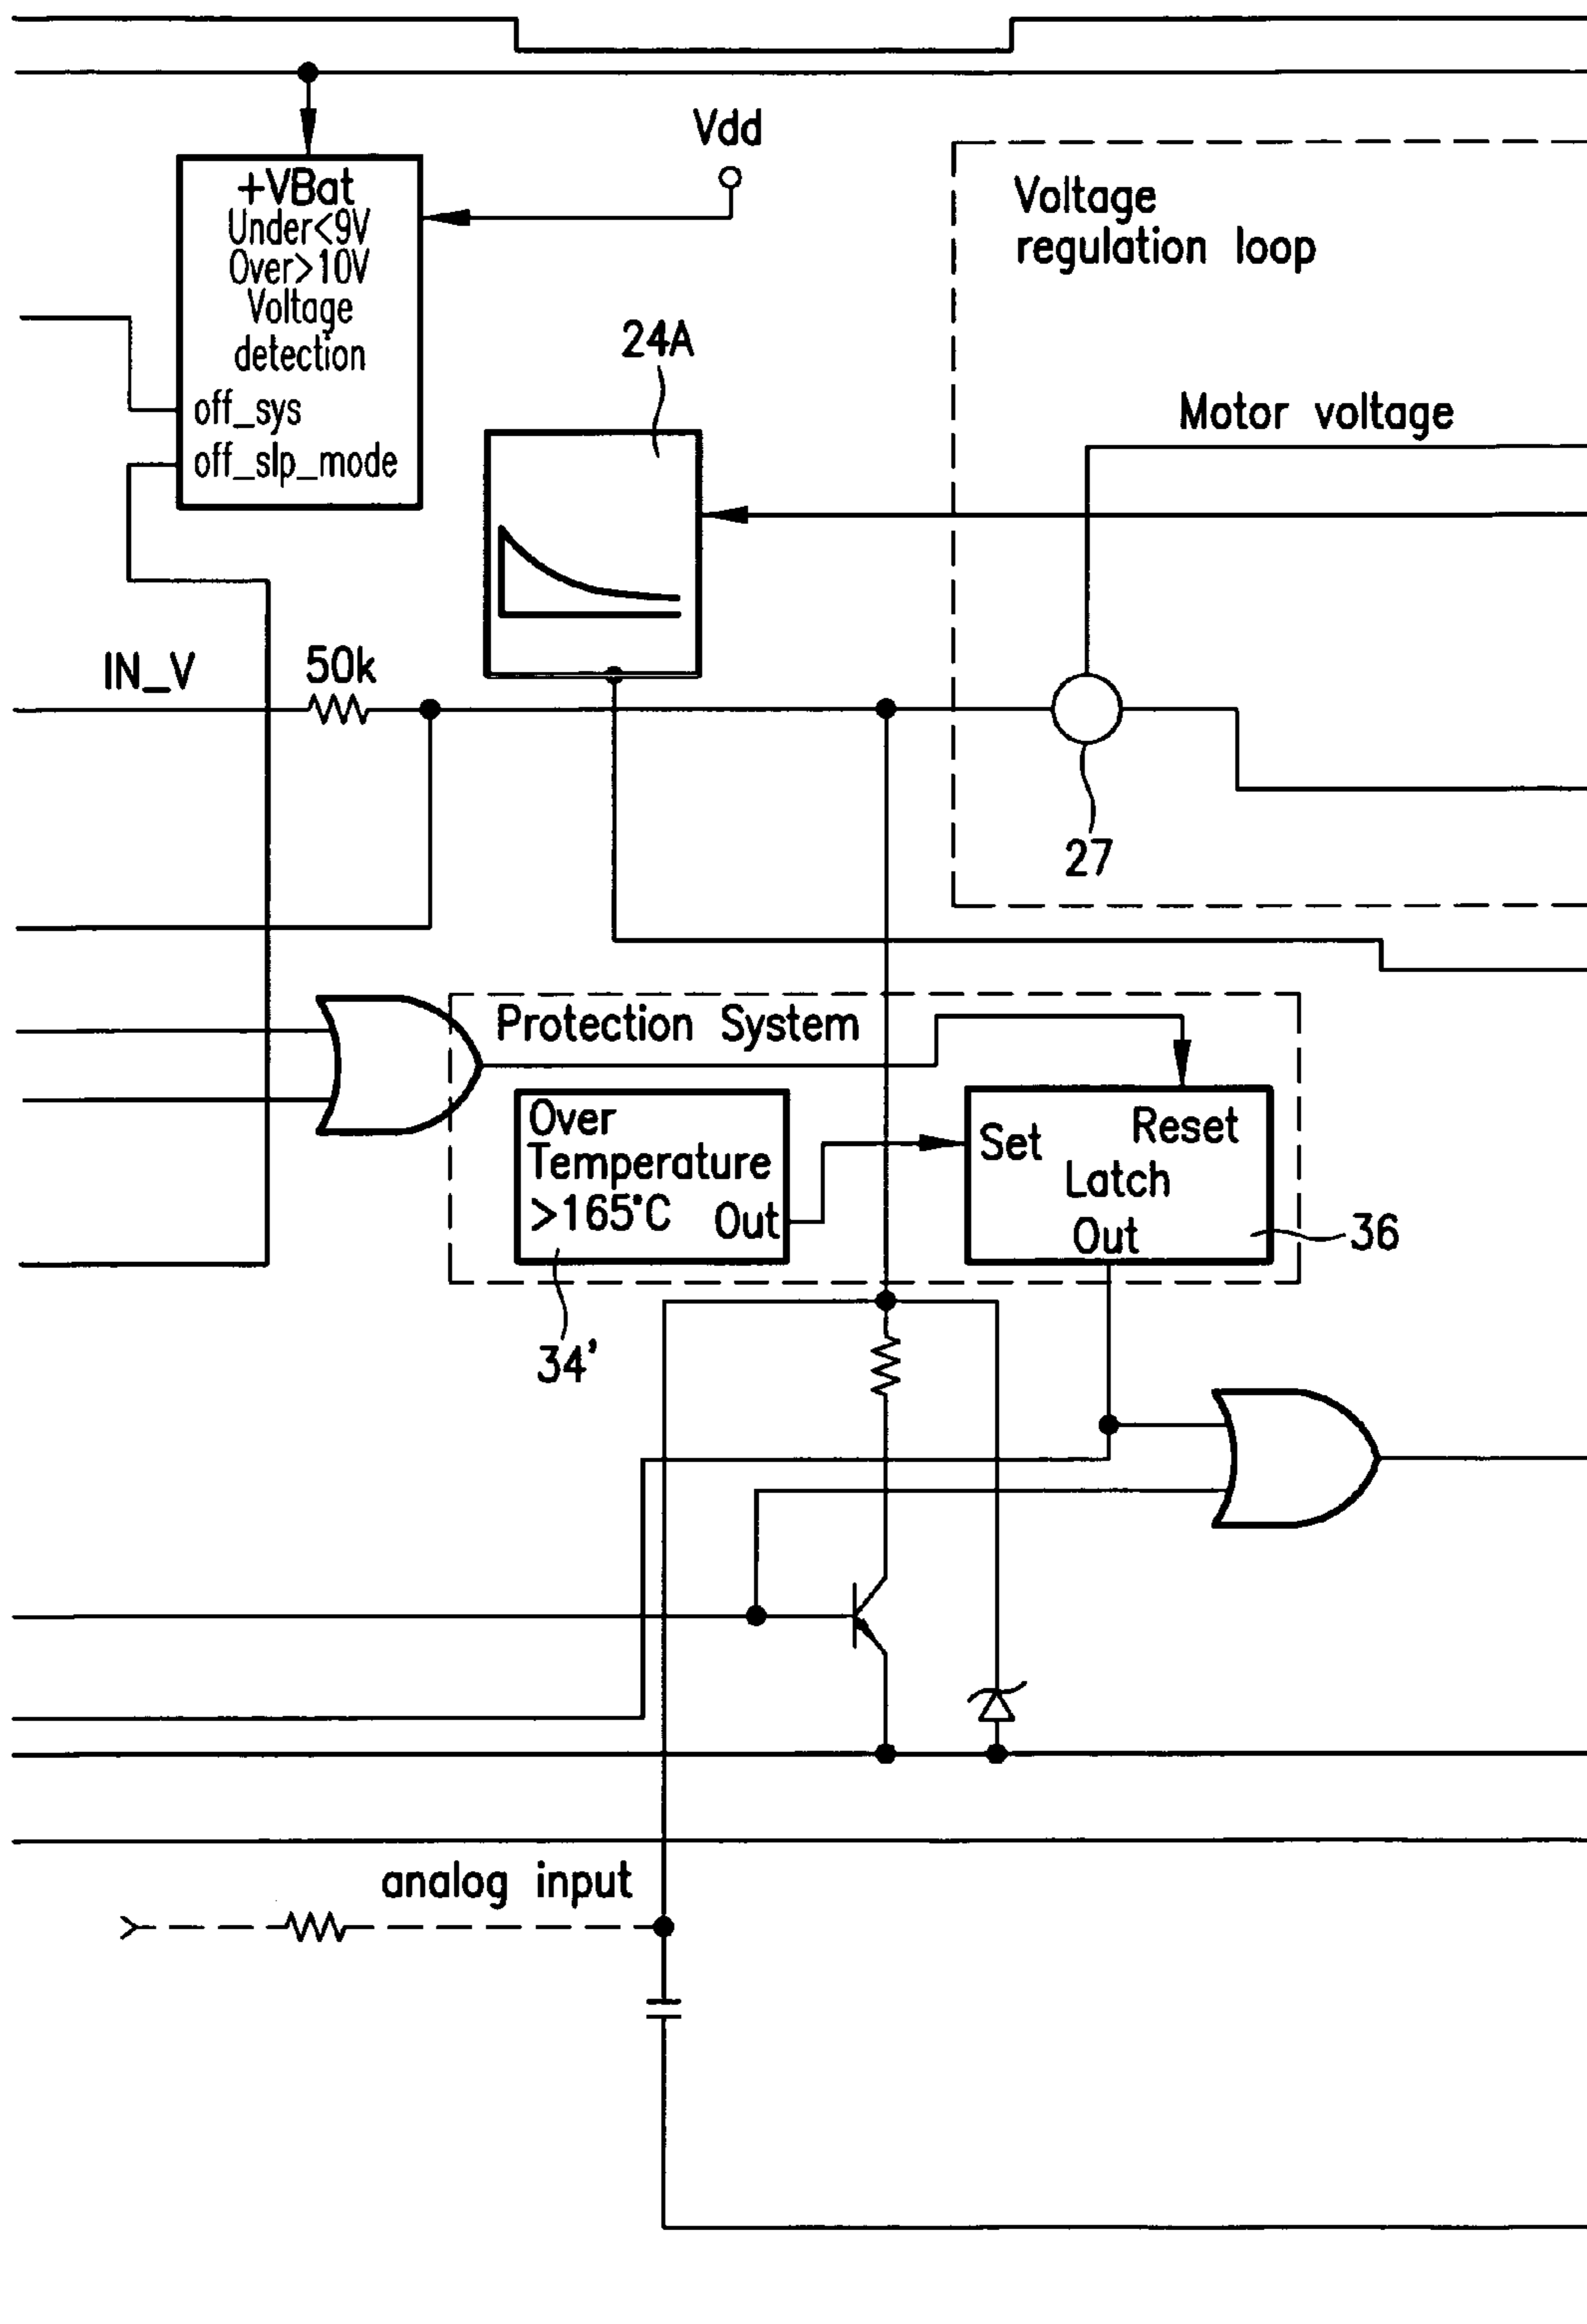 Vdd
+VBat
Under<9V
Over>10V
Voltage
detection
off_sys
off_slp_mode
Voltage
regulation loop
24A
Motor voltage
IN_V
50k
27
Protection System
Over
Temperature
>165°C
Out
Set
Reset
Latch
Out
36
34'
analog input